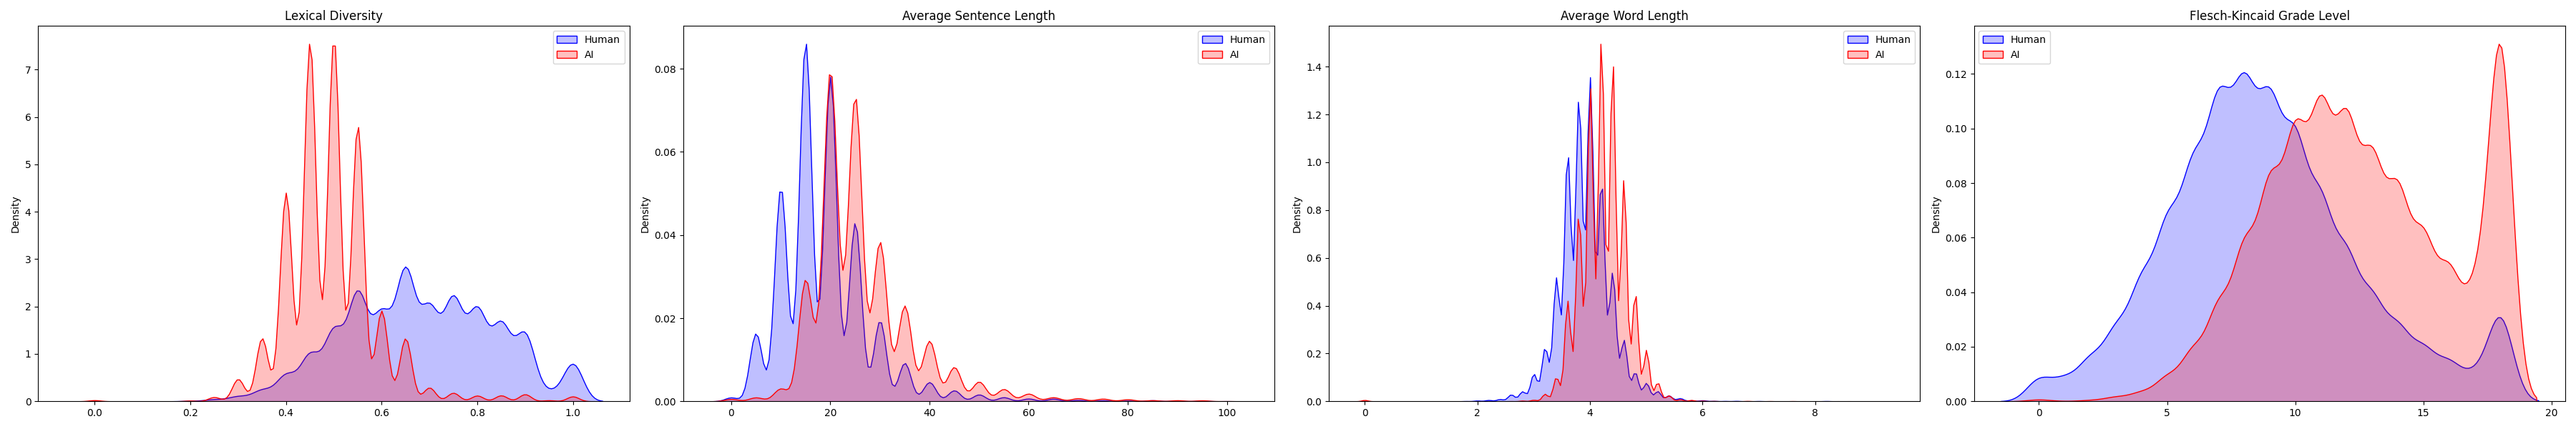 Lexical Diversity
Density
7
6
5
4
3
2
1
0
0.0 0.2 0.4 0.6 0.8 1.0
Human
AI
Average Sentence Length
Density
0.08
0.06
0.04
0.02
0.00
0 20 40 60 80 100
Human
AI
Average Word Length
Density
1.4
1.2
1.0
0.8
0.6
0.4
0.2
0.0
0 2 4 6 8
Human
AI
Flesch-Kincaid Grade Level
Density
0.12
0.10
0.08
0.06
0.04
0.02
0.00
0 5 10 15 20
Human
AI